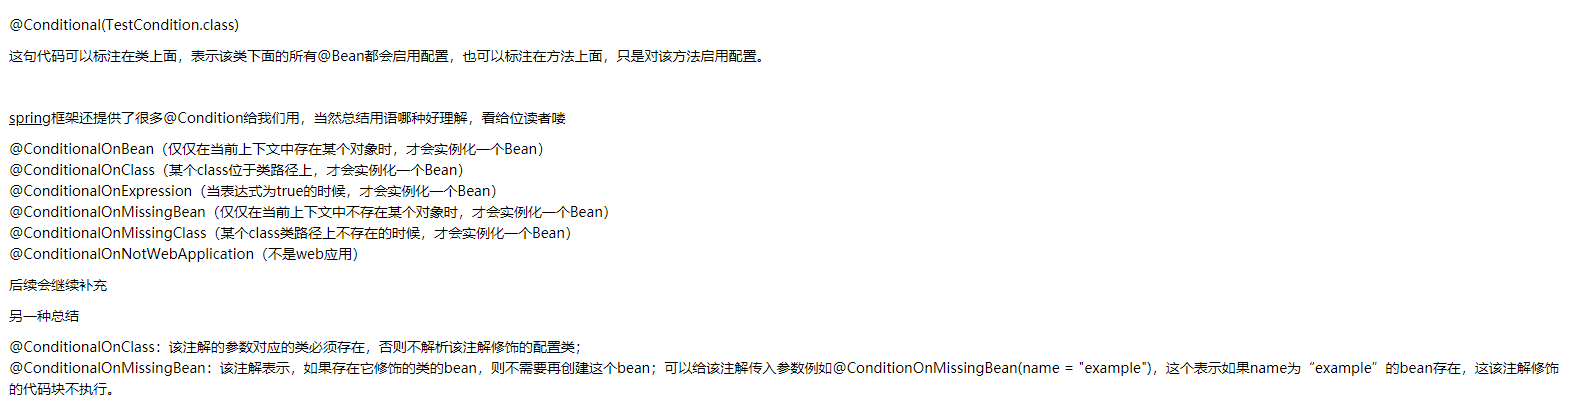 @Conditional(TestCondition.class)
这句代码可以标注在类上面，表示该类下面的所有@Bean都会启用配置，也可以标注在方法上面，只是对该方法启用配置。
spring框架还提供了很多@Condition给我们用，当然总结用语哪种好理解，看给位读者喽
@ConditionalOnBean（仅仅在当前上下文中存在某个对象时，才会实例化一个Bean）
@ConditionalOnClass（某个class位于类路径上，才会实例化一个Bean）
@ConditionalOnExpression（当表达式为true的时候，才会实例化一个Bean）
@ConditionalOnMissingBean（仅仅在当前上下文中不存在某个对象时，才会实例化一个Bean）
@ConditionalOnMissingClass（某个class类路径上不存在的时候，才会实例化一个Bean）
@ConditionalOnNotWebApplication（不是web应用）
后续会继续补充
另一种总结
@ConditionalOnClass：该注解的参数对应的类必须存在，否则不解析该注解修饰的配置类；
@ConditionalOnMissingBean：该注解表示，如果存在它修饰的类的bean，则不需要再创建这个bean；可以给该注解传入参数例如@ConditionOnMissingBean(name = "example")，这个表示如果name为“example”的bean存在，这该注解修饰
的代码块不执行。